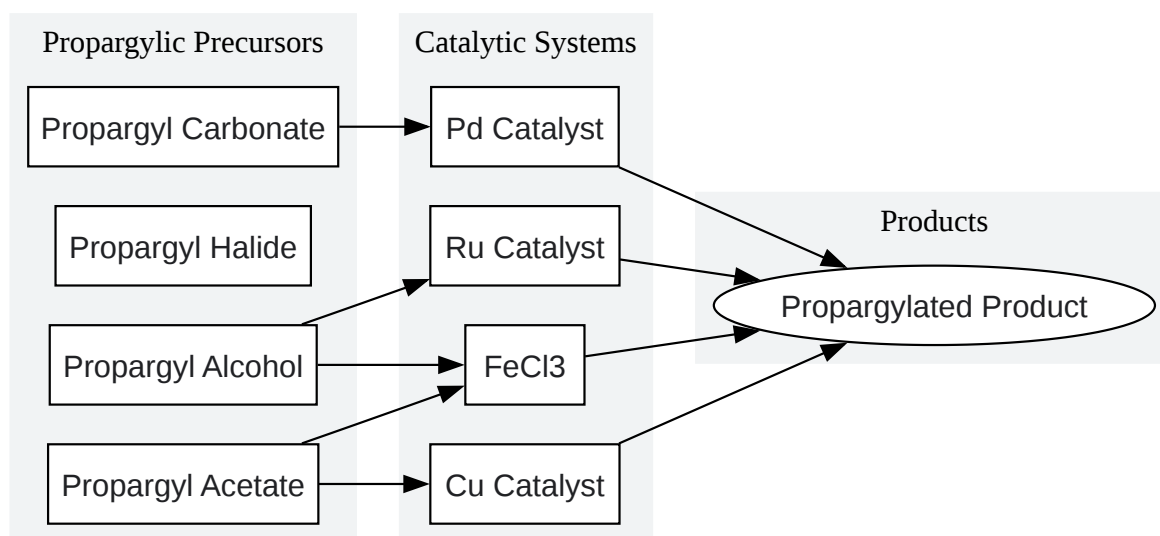 Propargylic Precursors
Propargyl Carbonate
Propargyl Halide
Propargyl Alcohol
Propargyl Acetate
Catalytic Systems
Pd Catalyst
Ru Catalyst
FeCl3
Cu Catalyst
Products
Propargylated Product